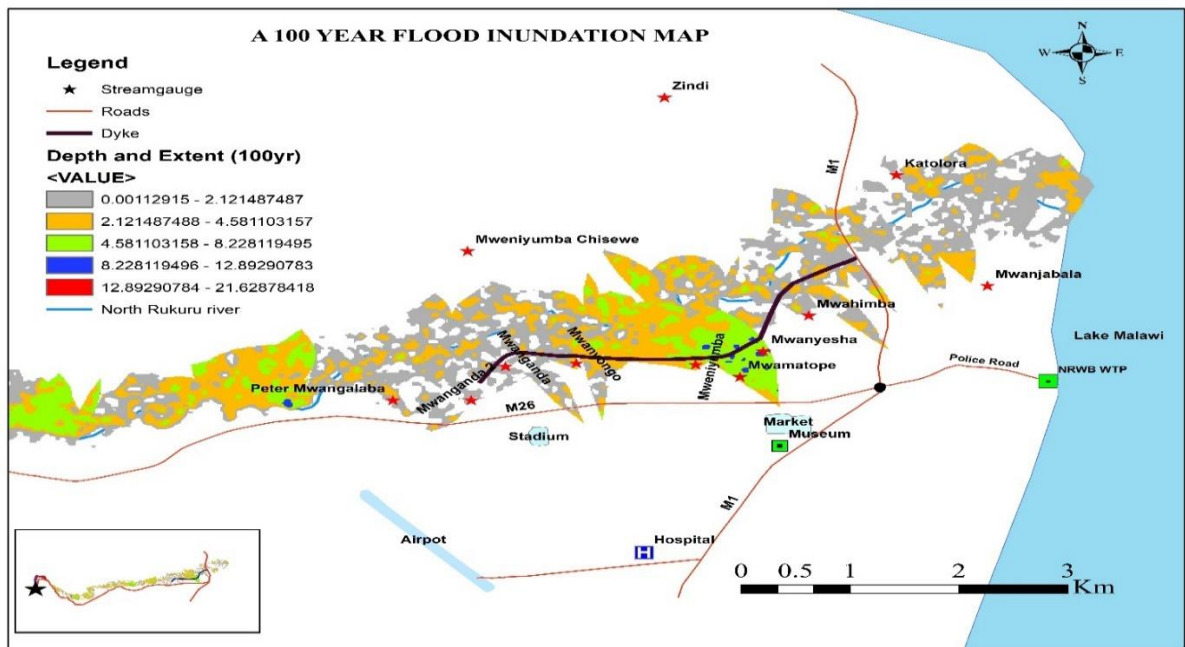 A 100 YEAR FLOOD INUNDATION MAP
N
W
E
S
Legend
Streamgauge
Roads
Dyke
Depth and Extent (100yr)
<VALUE>
0.00112915 - 2.121487487
2.121487488 - 4.581103157
4.581103158 - 8.228119495
8.228119496 - 12.89290783
12.89290784 - 21.62878418
North Rukuru river
Zindi
M1
Katolora
Mweniyumba Chisewe
Mwanjabala
Mwahimba
Lake Malawi
Mwanyesha
Mwanganda
Mwanyongo
Mweniyumba
Mwamatope
Police Road
NRWB WTP
Peter Mwangalaba
Mwanganda 2
M26
Stadium
Market
Museum
M1
Airpot
H
Hospital
0 0.5 1 2 3
Km